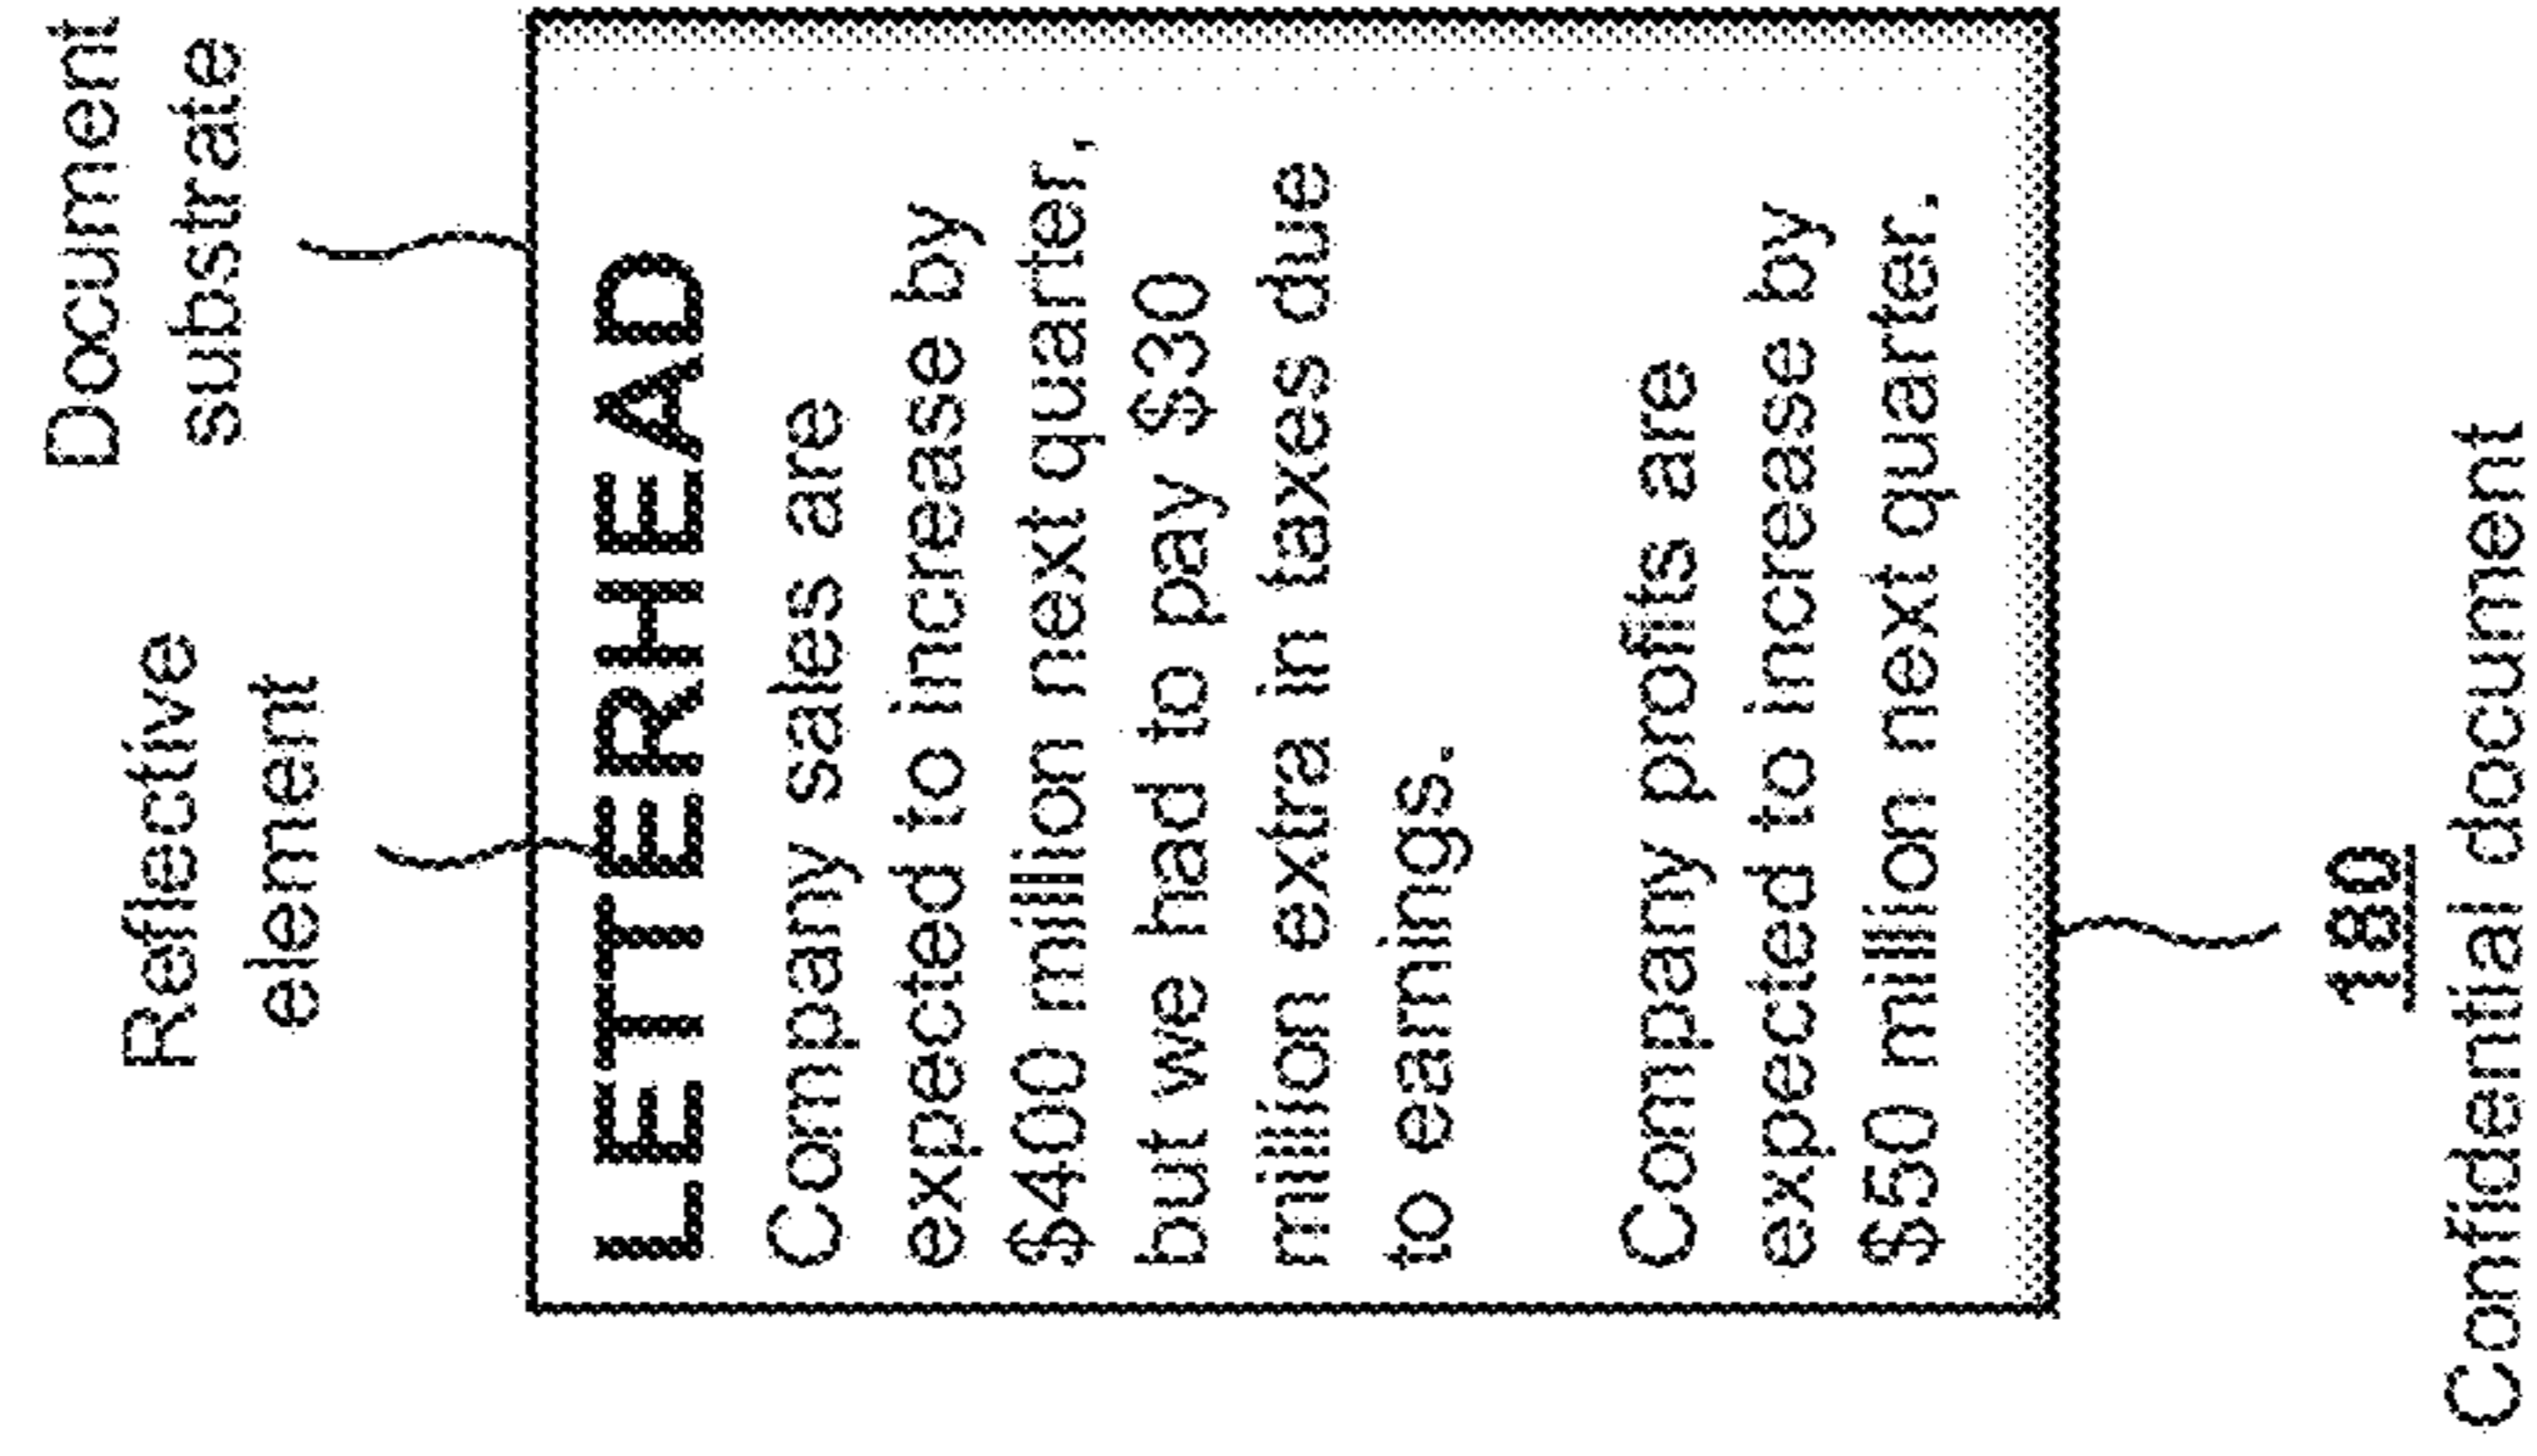 Reflective
element
Document
substrate
LETTERHEAD
Company sales are
expected to increase by
$400 million next quarter,
but we had to pay $30
million extra in taxes due
to earnings.
Company profits are
expected to increase by
$50 million next quarter.
180
Confidential document